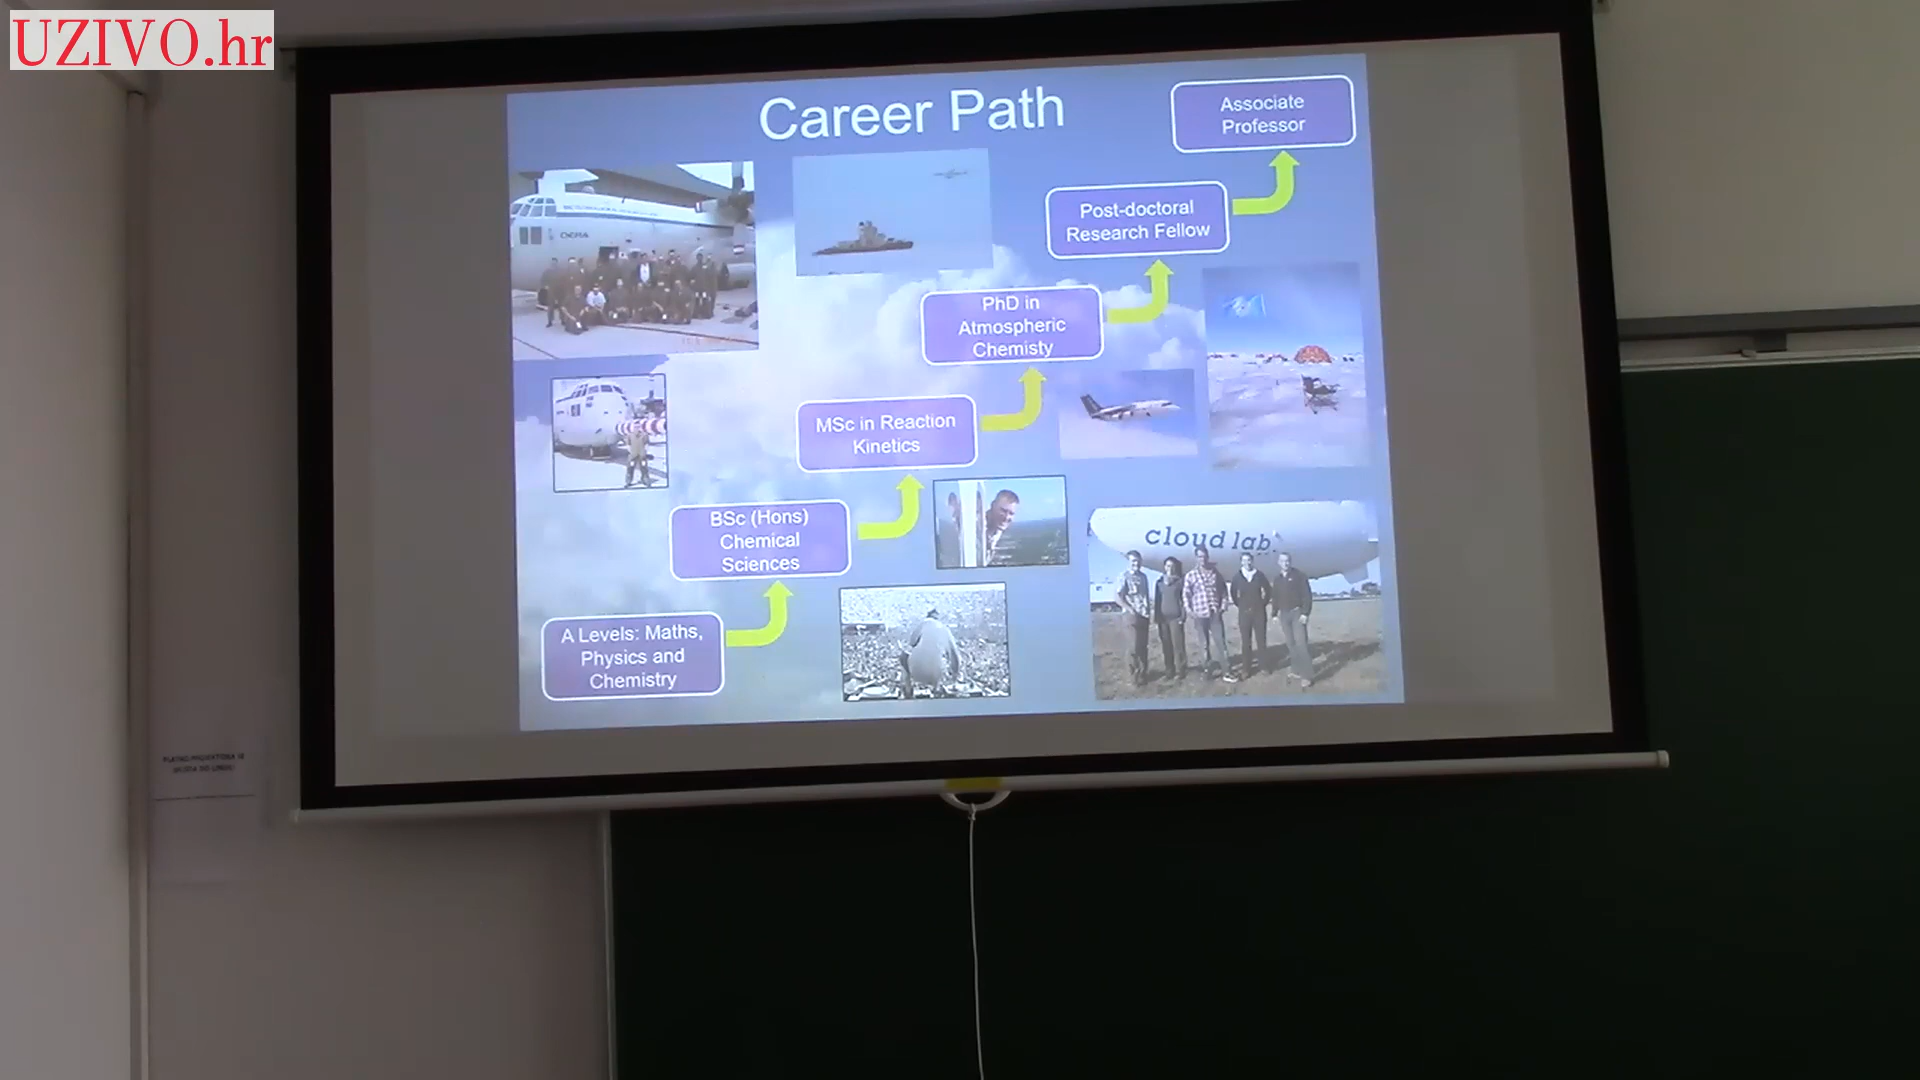 UZIVO.hr
Career Path
Associate
Professor
Post-doctoral
Research Fellow
PhD in
Atmospheric
Chemisty
MSc in Reaction
Kinetics
BSc (Hons)
Chemical
Sciences
A Levels: Maths,
Physics and
Chemistry
cloud lab